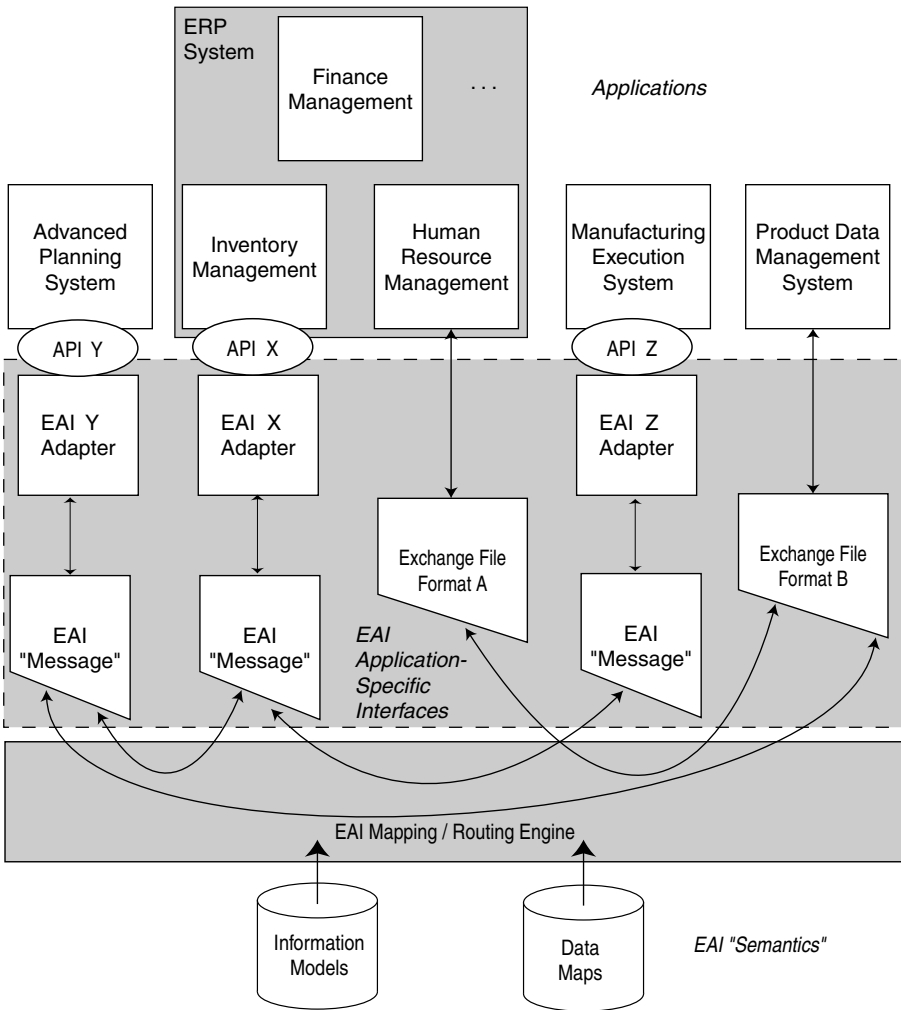 ERP
System
Finance
Management
. . .
Applications
Advanced
Planning
System
Inventory
Management
Human
Resource
Management
Manufacturing
Execution
System
Product Data
Management
System
API Y
API X
API Z
EAI Y
Adapter
EAI X
Adapter
EAI Z
Adapter
Exchange File
Format A
Exchange File
Format B
EAI
"Message"
EAI
"Message"
EAI
"Message"
EAI
Application-
Specific
Interfaces
EAI Mapping / Routing Engine
Information
Models
Data
Maps
EAI "Semantics"